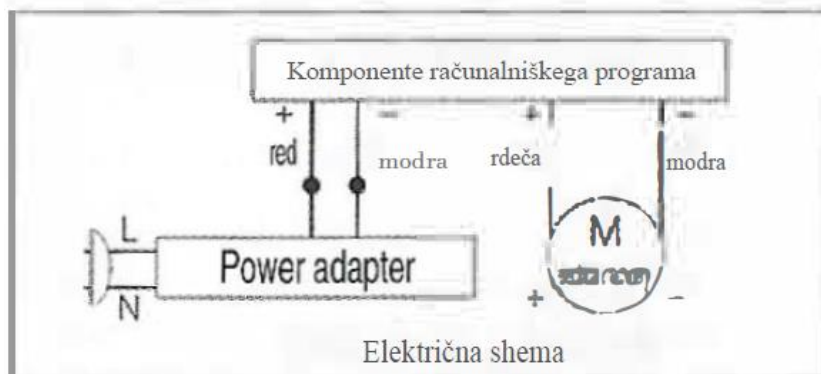 Komponente računalniškega programa
+ − + −
red modra rdeča modra
L
Power adapter
N
M
+ −
Električna shema